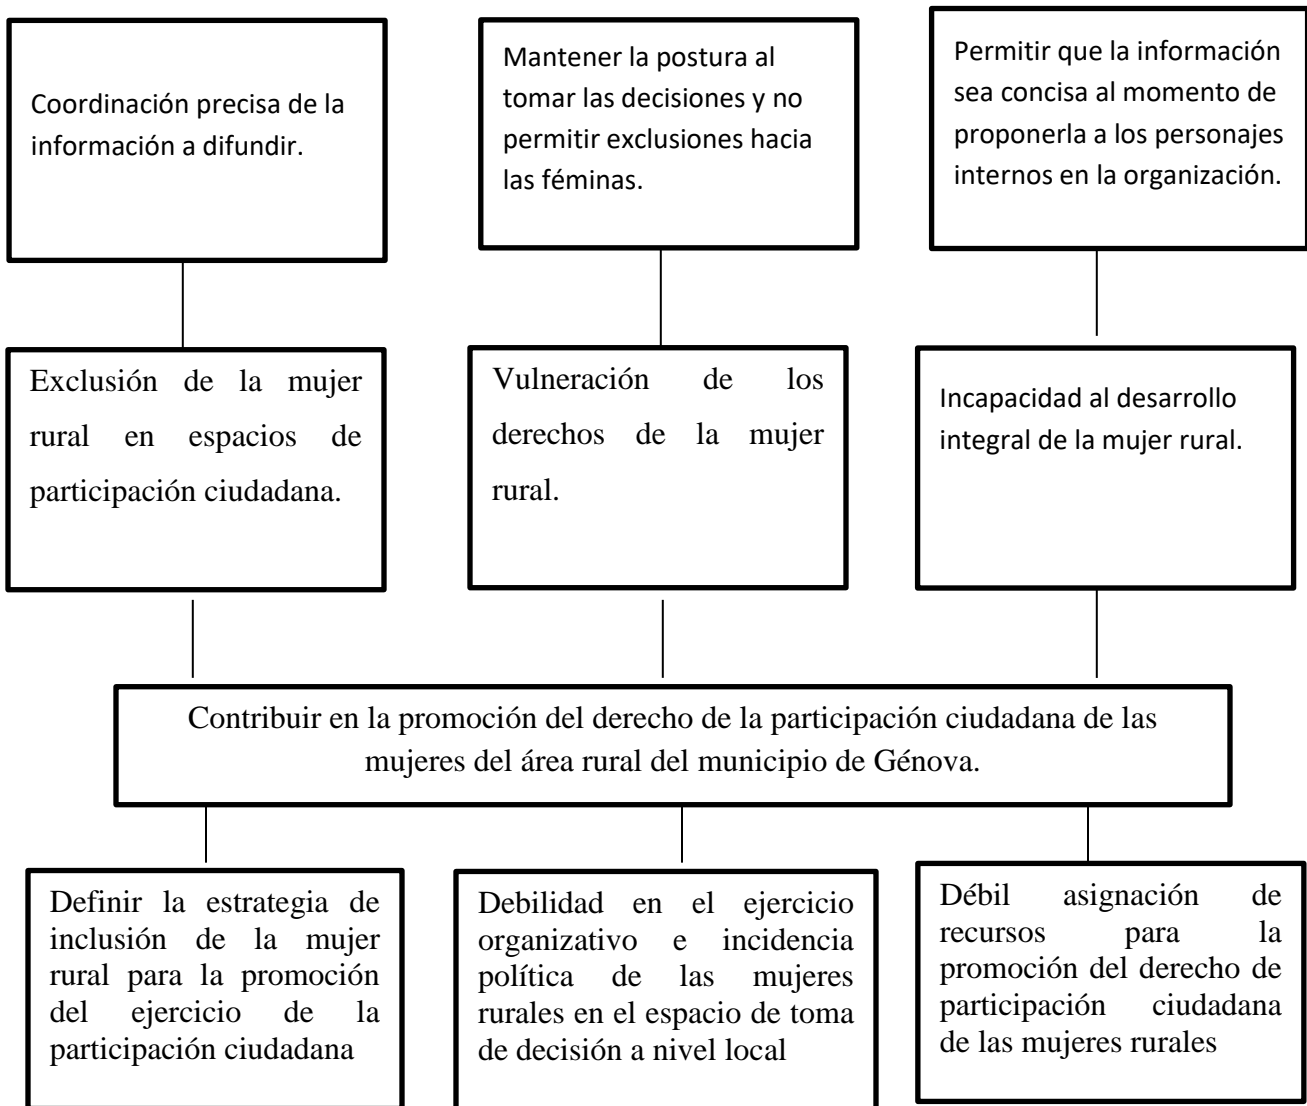 Coordinación precisa de la
información a difundir.
Mantener la postura al
tomar las decisiones y no
permitir exclusiones hacia
las féminas.
Permitir que la información
sea concisa al momento de
proponerla a los personajes
internos en la organización.
Exclusión de la mujer
rural en espacios de
participación ciudadana.
Vulneración de los
derechos de la mujer
rural.
Incapacidad al desarrollo
integral de la mujer rural.
Contribuir en la promoción del derecho de la participación ciudadana de las
mujeres del área rural del municipio de Génova.
Definir la estrategia de
inclusión de la mujer
rural para la promoción
del ejercicio de la
participación ciudadana
Debilidad en el ejercicio
organizativo e incidencia
política de las mujeres
rurales en el espacio de toma
de decisión a nivel local
Débil asignación de
recursos para la
promoción del derecho de
participación ciudadana
de las mujeres rurales